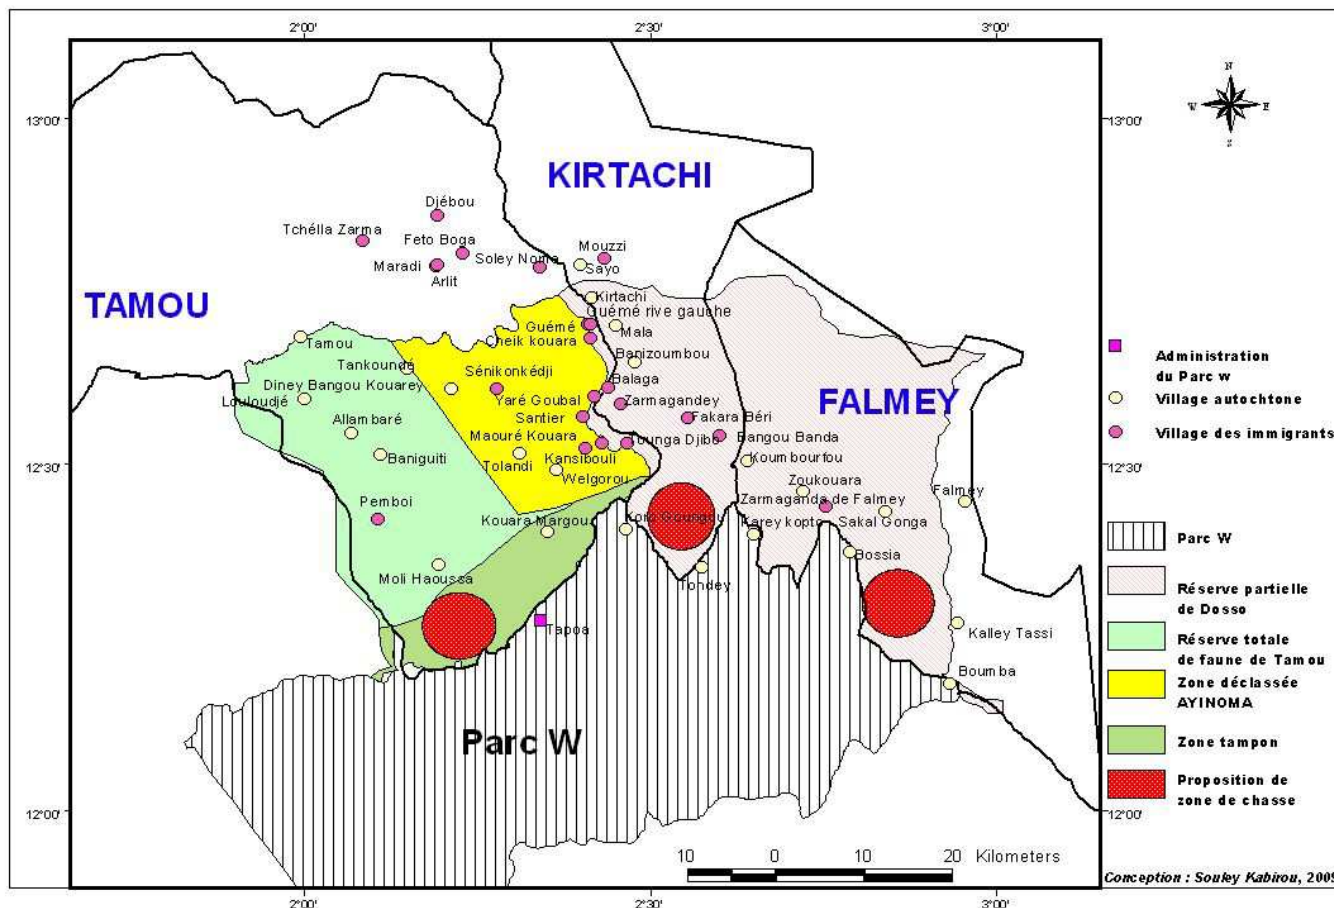 2°00'
2°30'
3°00'
13°00'
13°00'
N
W
E
S
KIRTACHI
Djébou
Tchélla Zarma
Feto Boga
Mouzzi
Soley Noma
Maradi
Sayo
Arlit
TAMOU
Kirtachi
Guémé rive gauche
Guémé
Mala
Tamou
Cheik kouara
Banizoumbou
Tankoundé
Sénikonkédji
Diney Bangou Kouarey
Balaga
Louloudjé
Yaré Goubal
Zarmagandey
FALMEY
Allambaré
Santier
Fakara Béri
Maouré Kouara
Tounga Djibo
Bangou Banda
Baniguiti
Tolandi
Kansibouli
Koumbourfou
Welgorou
12°30'
12°30'
Zoukouara
Pemboi
Zarmaganda de Falmey
Falmey
Kouara Margou
Koro Goungou
Karey kopto
Sakal Gonga
Bossia
Moli Haoussa
Tondey
Tapoa
Kalley Tassi
Boumba
Parc W
12°00'
12°00'
Administration
du Parc w
Village autochtone
Village des immigrants
Parc W
Réserve partielle
de Dosso
Réserve totale
de faune de Tamou
Zone déclassée
AYINOMA
Zone tampon
Proposition de
zone de chasse
10 0 10 20 Kilometers
Conception : Souley Kabirou, 2009
2°00'
2°30'
3°00'